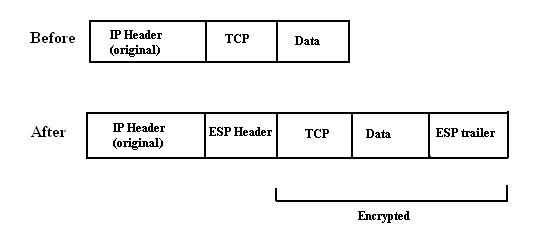 Before
IP Header
(original)
TCP
Data
After
IP Header
(original)
ESP Header
TCP
Data
ESP trailer
Encrypted